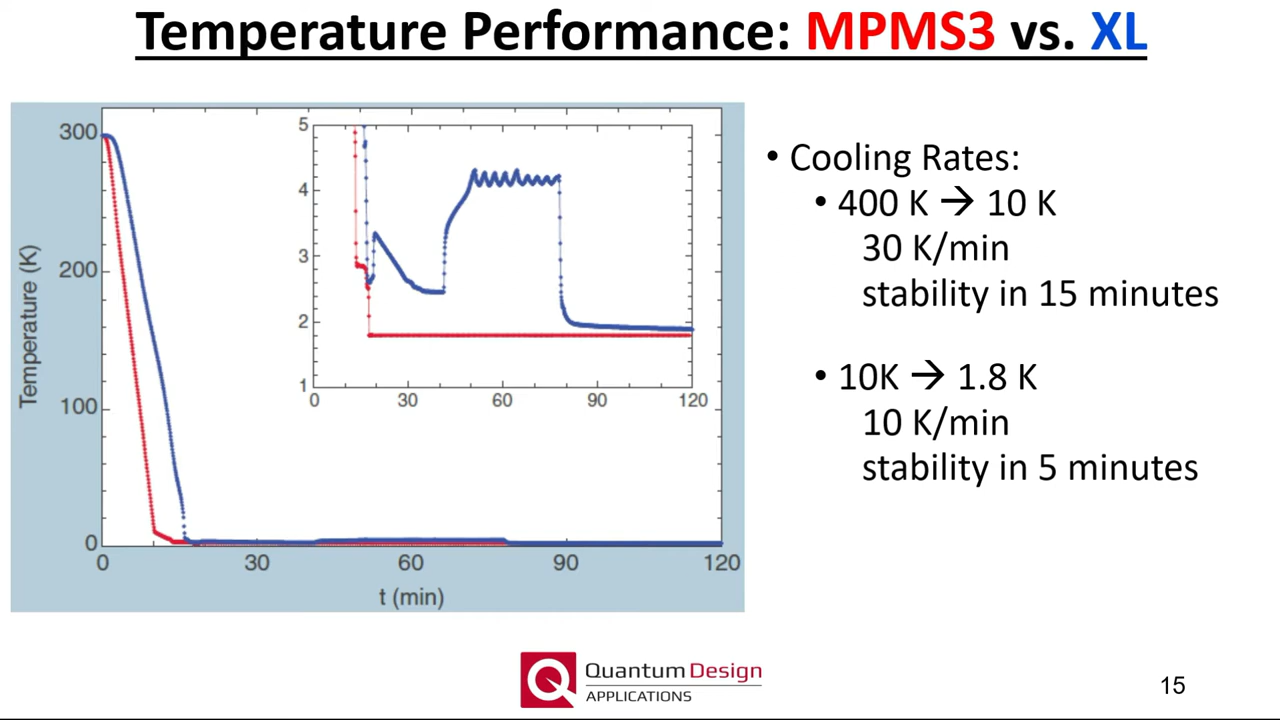 Temperature Performance: MPMS3 vs. XL
• Cooling Rates:
• 400 K → 10 K
30 K/min
stability in 15 minutes
• 10K → 1.8 K
10 K/min
stability in 5 minutes
Temperature (K)
300
200
100
0
0 30 60 90 120
t (min)
5
4
3
2
1
0 30 60 90 120
Quantum Design
APPLICATIONS
15